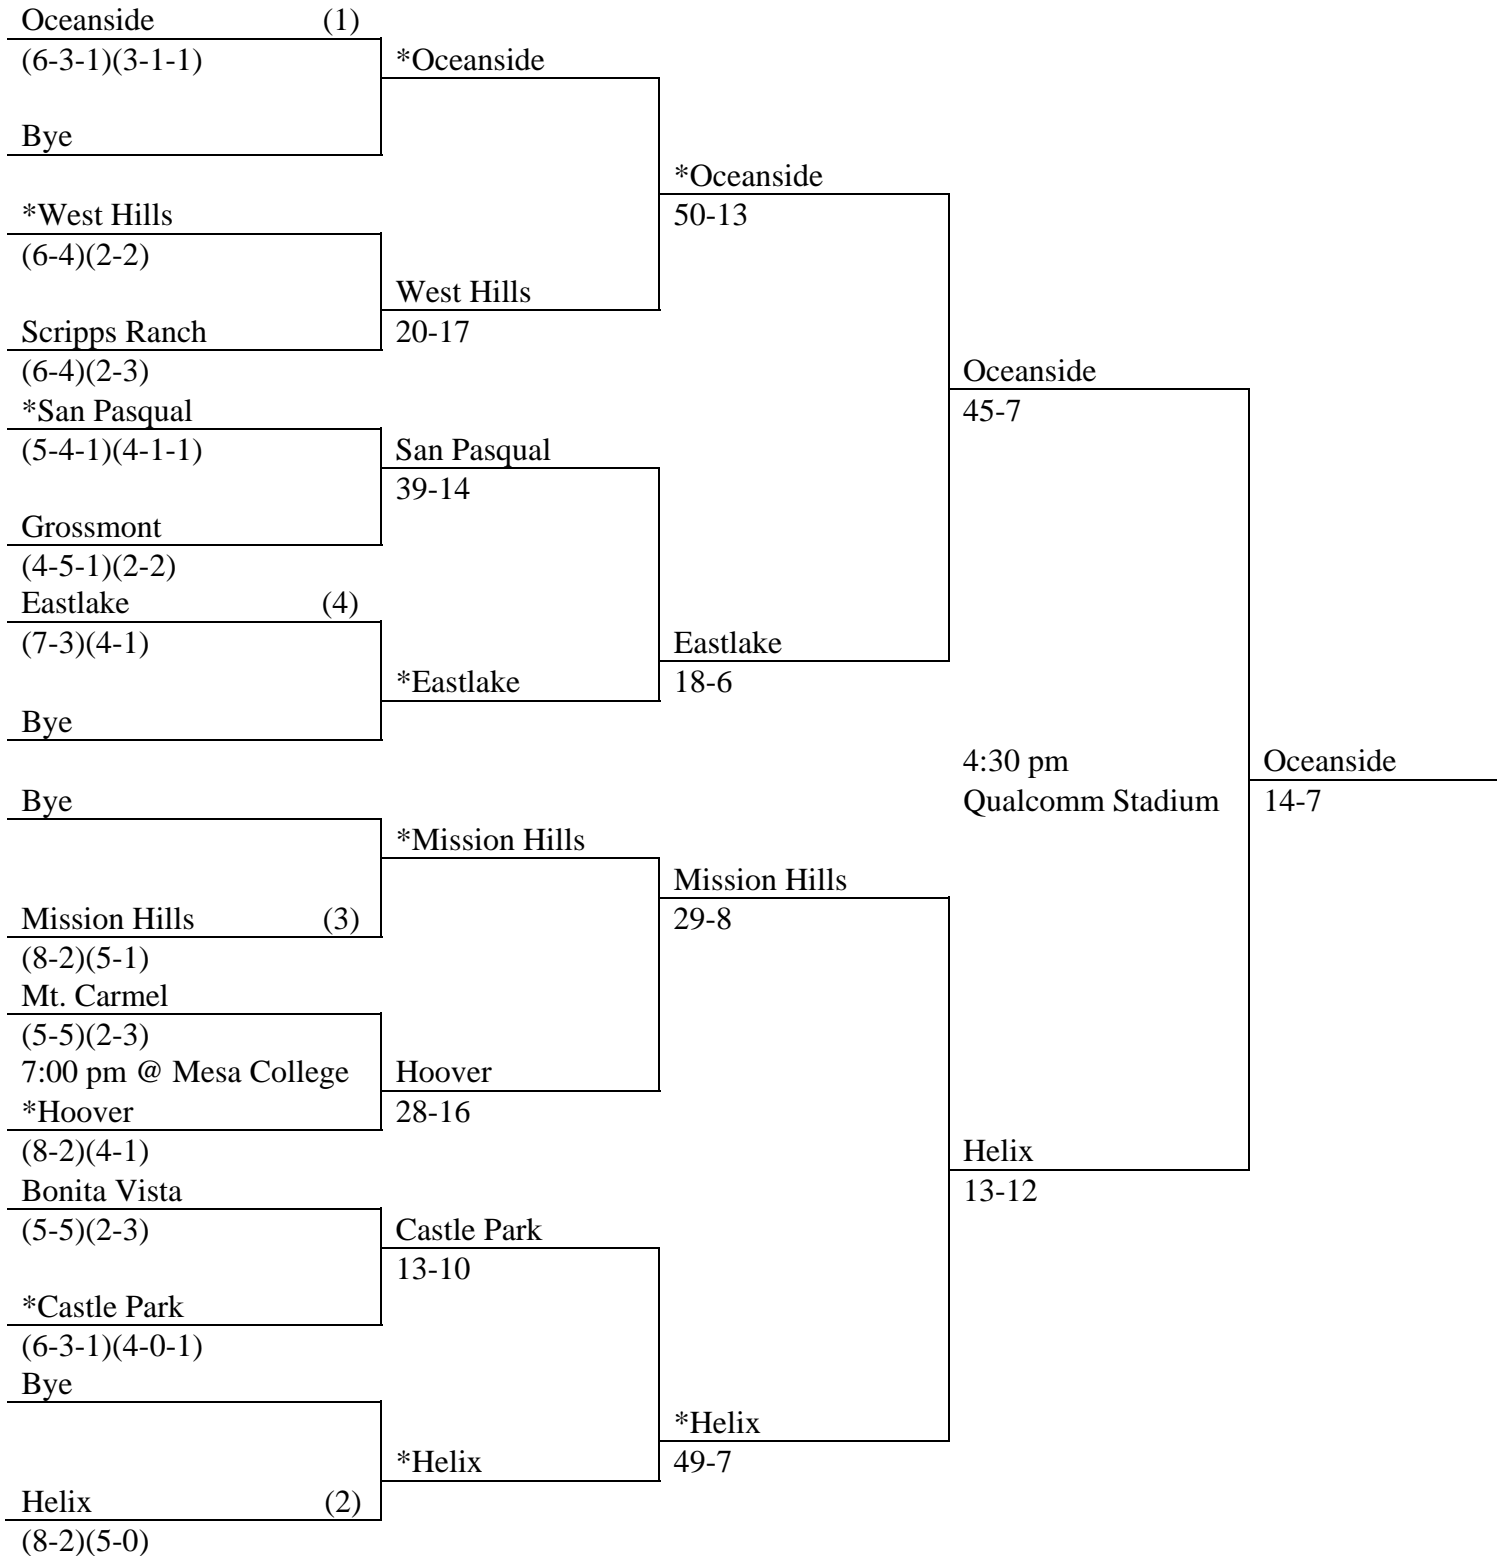 Oceanside (1)
(6-3-1)(3-1-1)
Bye
*West Hills
(6-4)(2-2)
Scripps Ranch
(6-4)(2-3)
*San Pasqual
(5-4-1)(4-1-1)
Grossmont
(4-5-1)(2-2)
Eastlake (4)
(7-3)(4-1)
Bye
Bye
Mission Hills (3)
(8-2)(5-1)
Mt. Carmel
(5-5)(2-3)
7:00 pm @ Mesa College
*Hoover
(8-2)(4-1)
Bonita Vista
(5-5)(2-3)
*Castle Park
(6-3-1)(4-0-1)
Bye
Helix (2)
(8-2)(5-0)
*Oceanside
West Hills
20-17
San Pasqual
39-14
*Eastlake
*Mission Hills
Hoover
28-16
Castle Park
13-10
*Helix
*Oceanside
50-13
Eastlake
18-6
Mission Hills
29-8
*Helix
49-7
Oceanside
45-7
4:30 pm
Qualcomm Stadium
Helix
13-12
Oceanside
14-7